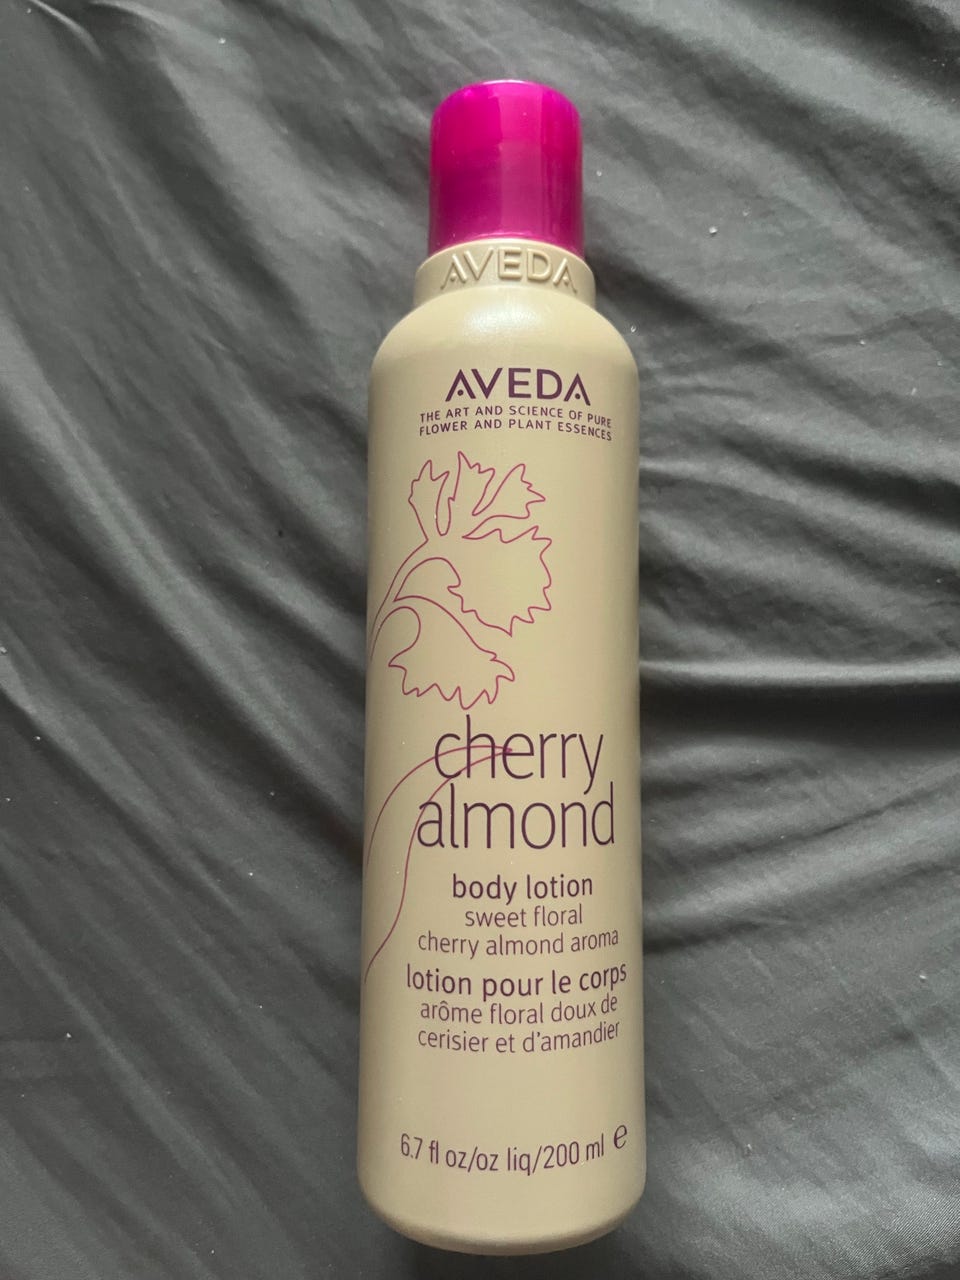 AVEDA
AVEDA
THE ART AND SCIENCE OF PURE
FLOWER AND PLANT ESSENCES
cherry
almond
body lotion
sweet floral
cherry almond aroma
lotion pour le corps
arôme floral doux de
cerisier et d'amandier
6.7 fl oz/oz liq/200 ml e